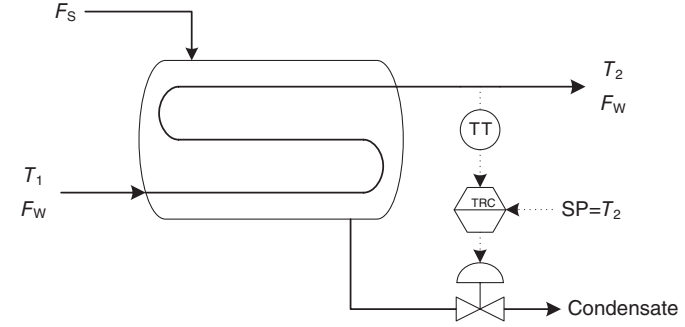 F_S
T_2
F_W
TT
T_1
F_W
TRC
SP=T_2
Condensate